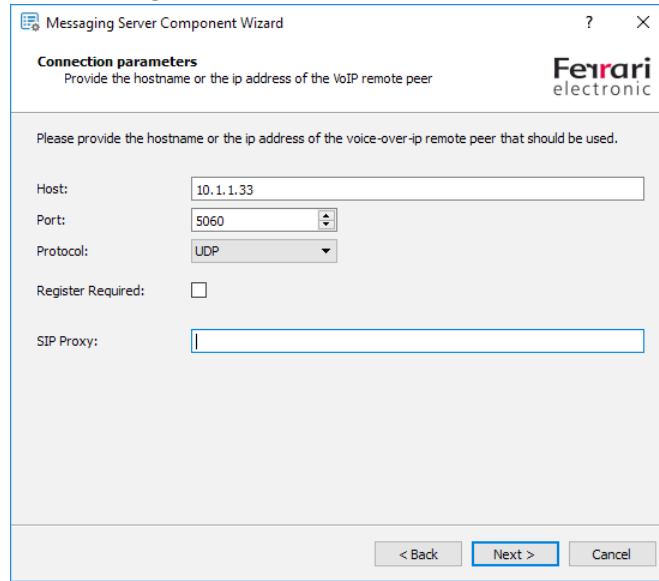 Messaging Server Component Wizard ? ×
Connection parameters
Provide the hostname or the ip address of the VoIP remote peer
Ferrari
electronic
Please provide the hostname or the ip address of the voice-over-ip remote peer that should be used.
Host: 10.1.1.33
Port: 5060
Protocol: UDP
Register Required:
SIP Proxy:
< Back Next > Cancel